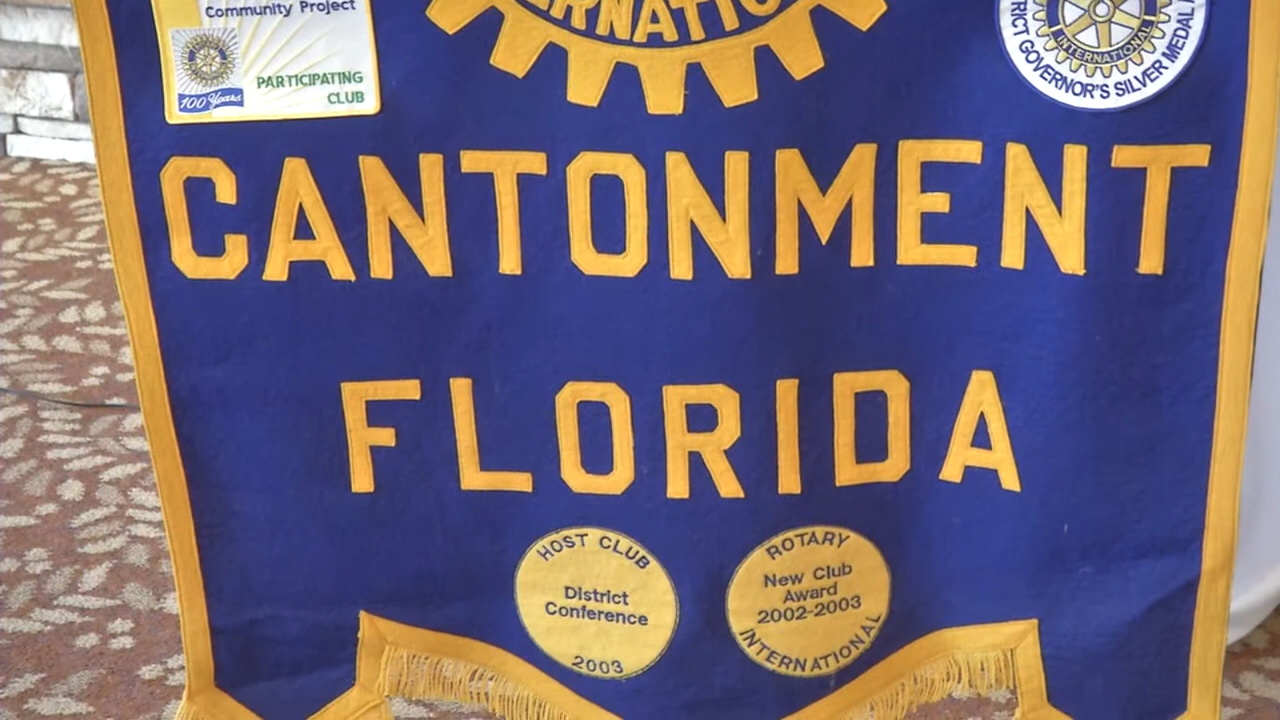 Community Project
100 Years
PARTICIPATING
CLUB
INTERNATIONAL
GOVERNOR'S SILVER MEDAL
CANTONMENT
FLORIDA
HOST CLUB
District
Conference
2003
ROTARY
New Club
Award
2002-2003
INTERNATIONAL